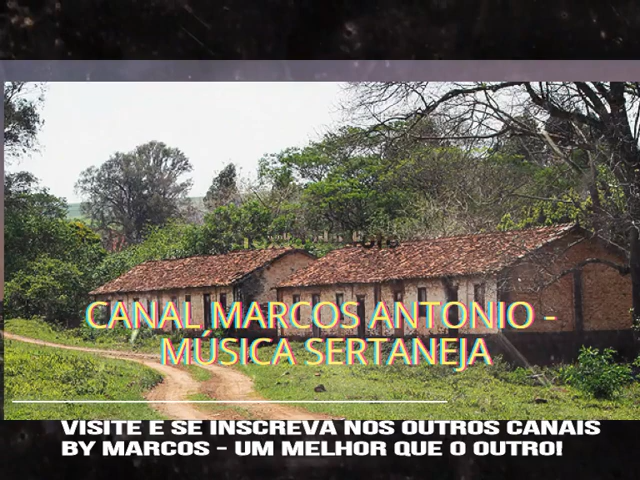 CANAL MARCOS ANTONIO -
MÚSICA SERTANEJA
VISITE E SE INSCREVA NOS OUTROS CANAIS
BY MARCOS - UM MELHOR QUE O OUTRO!